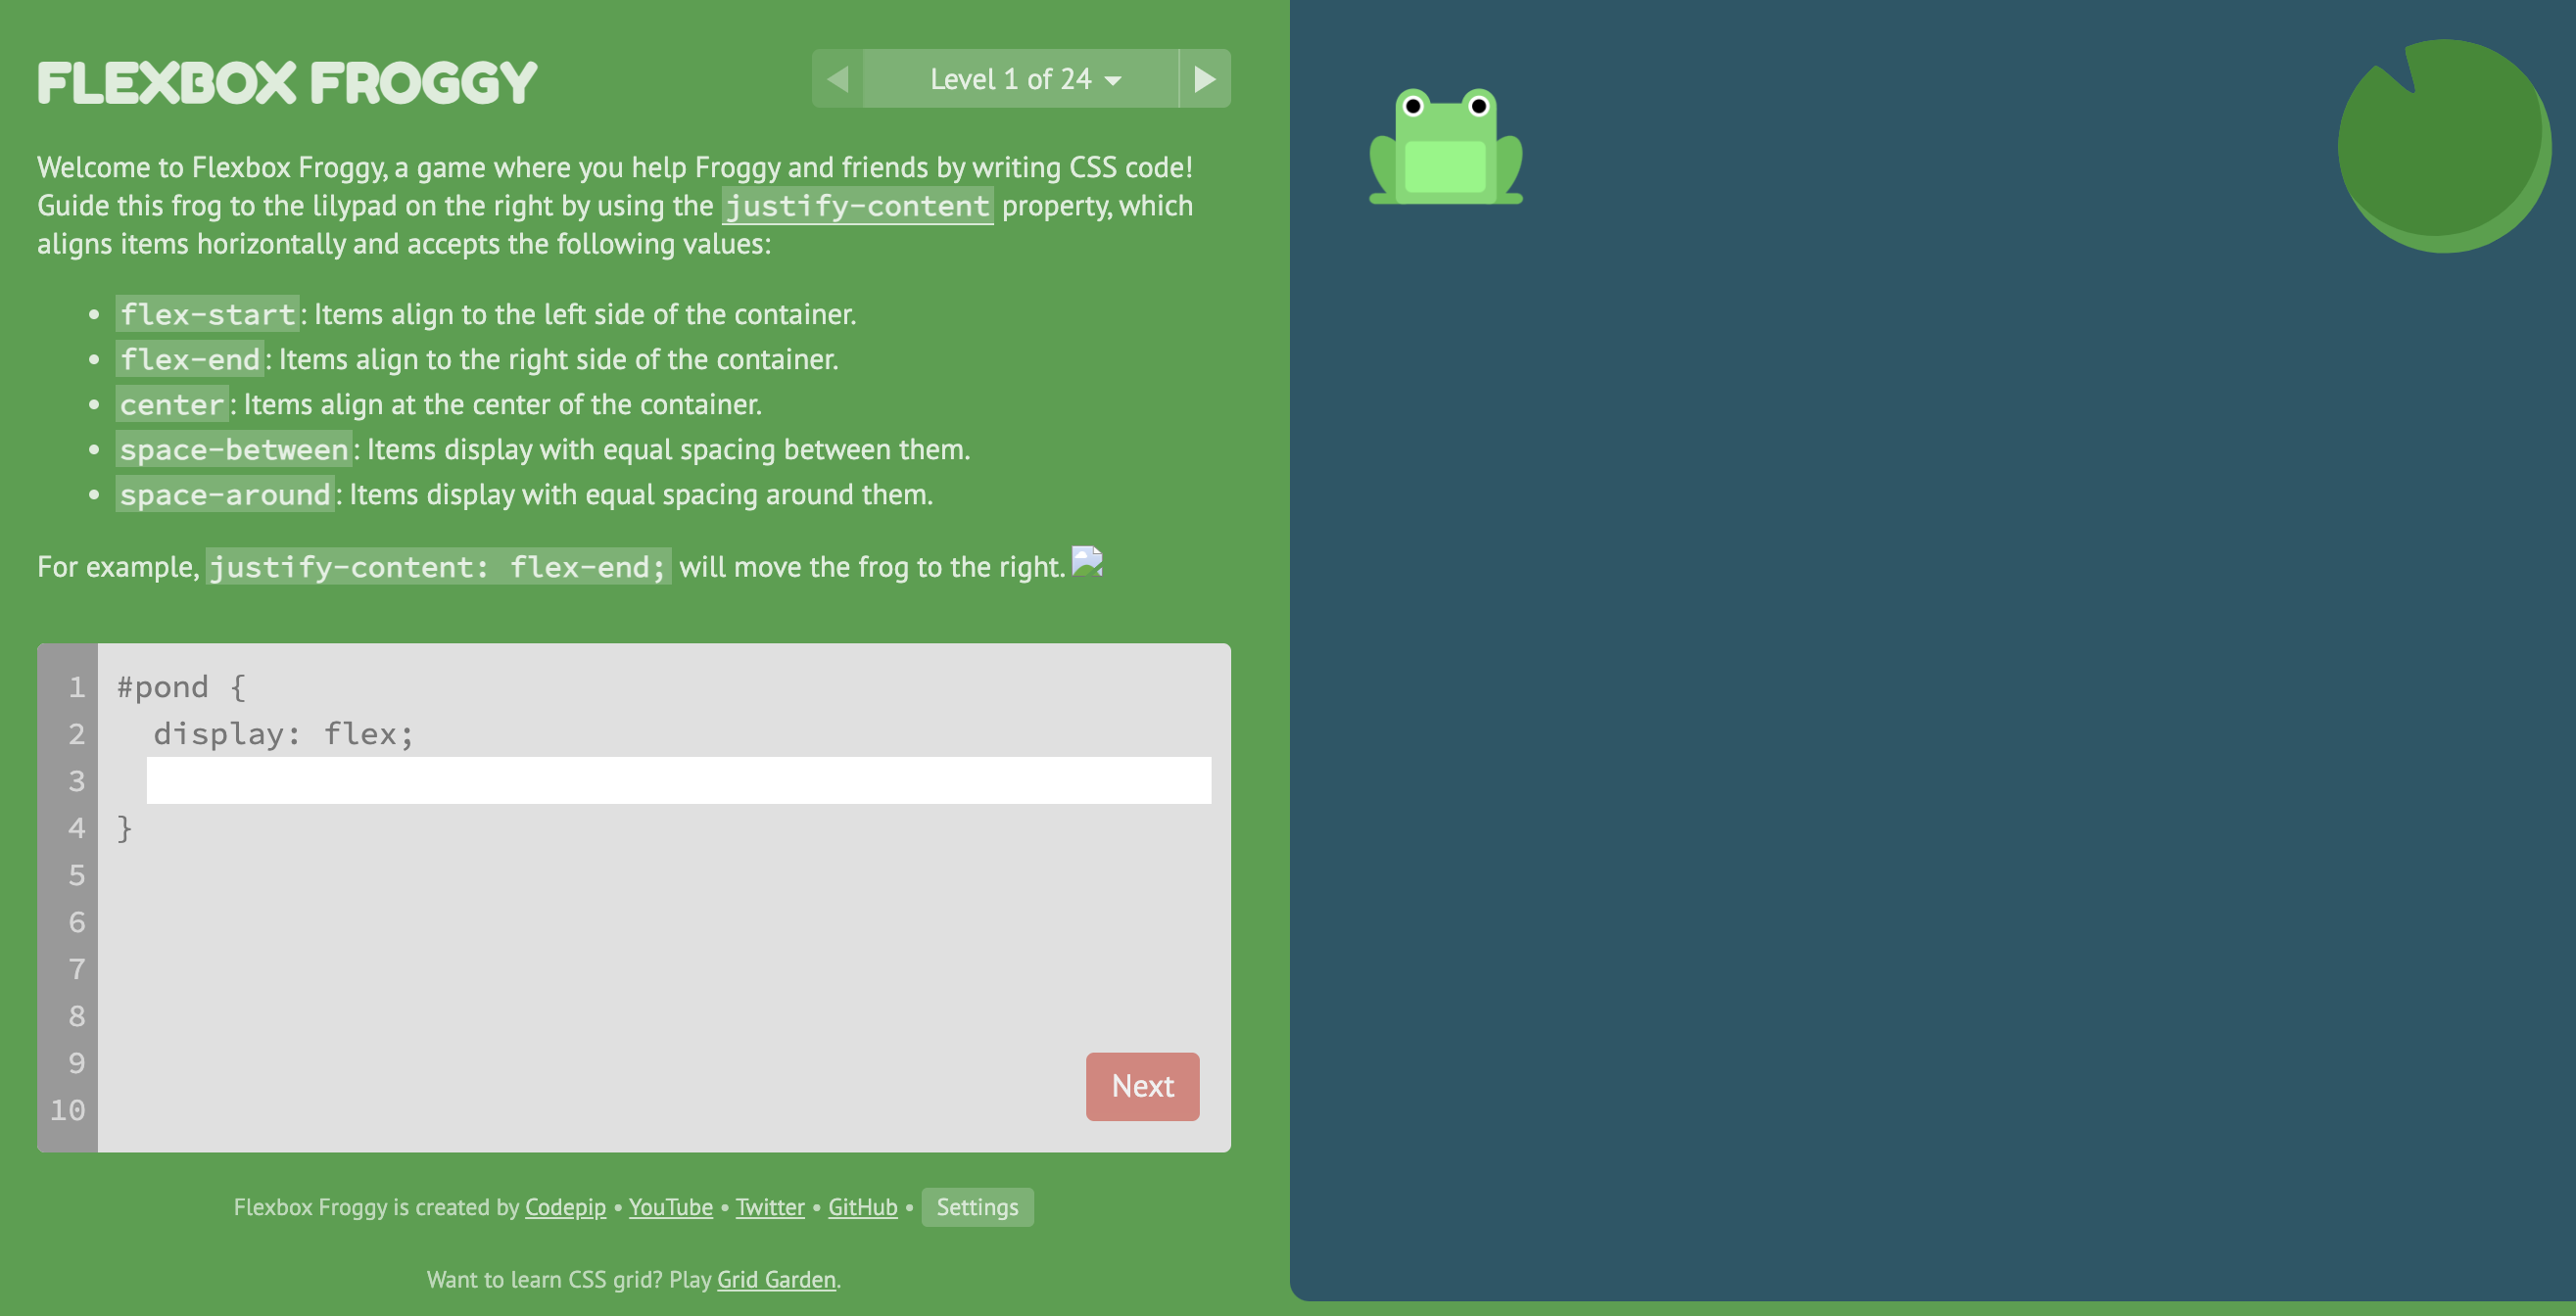 FLEXBOX FROGGY
Level 1 of 24
Welcome to Flexbox Froggy, a game where you help Froggy and friends by writing CSS code!
Guide this frog to the lilypad on the right by using the justify-content property, which
aligns items horizontally and accepts the following values:
• flex-start: Items align to the left side of the container.
• flex-end: Items align to the right side of the container.
• center: Items align at the center of the container.
• space-between: Items display with equal spacing between them.
• space-around: Items display with equal spacing around them.
For example, justify-content: flex-end; will move the frog to the right.
1 #pond {
2 display: flex;
3
4 }
5
6
7
8
9
10
Next
Flexbox Froggy is created by Codepip • YouTube • Twitter • GitHub • Settings
Want to learn CSS grid? Play Grid Garden.